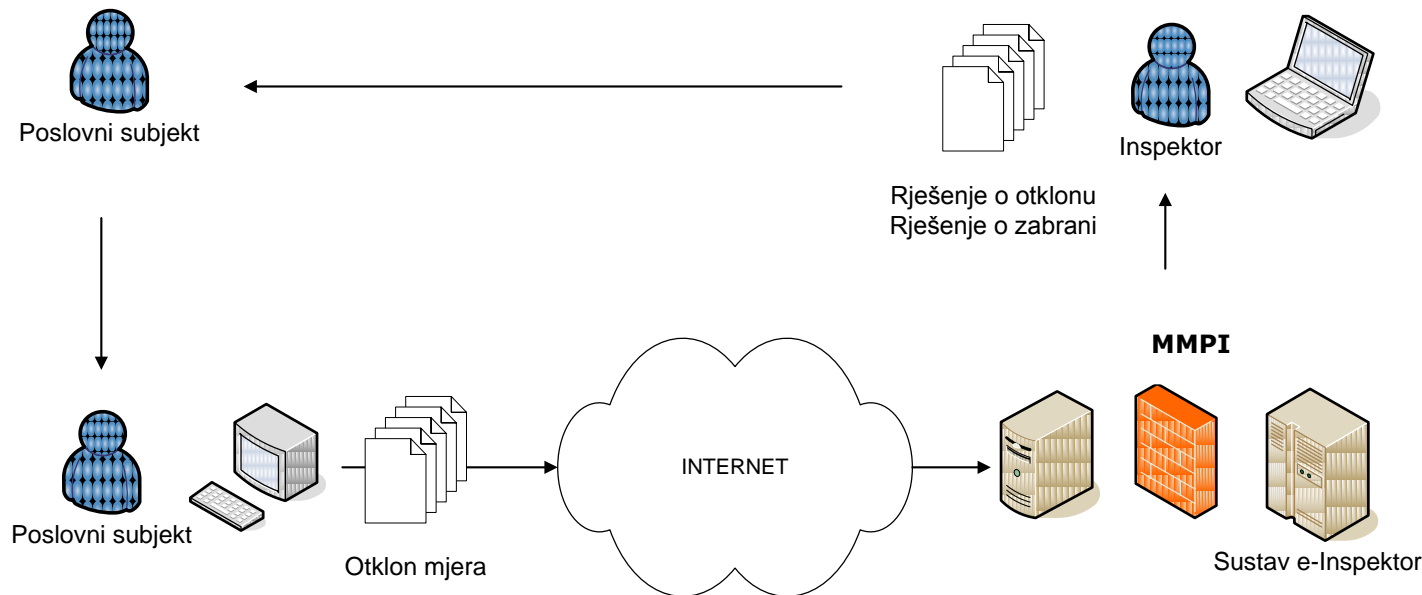 Poslovni subjekt
Inspektor
Rješenje o otklonu
Rješenje o zabrani
MMPI
INTERNET
Poslovni subjekt
Otklon mjera
Sustav e-Inspektor